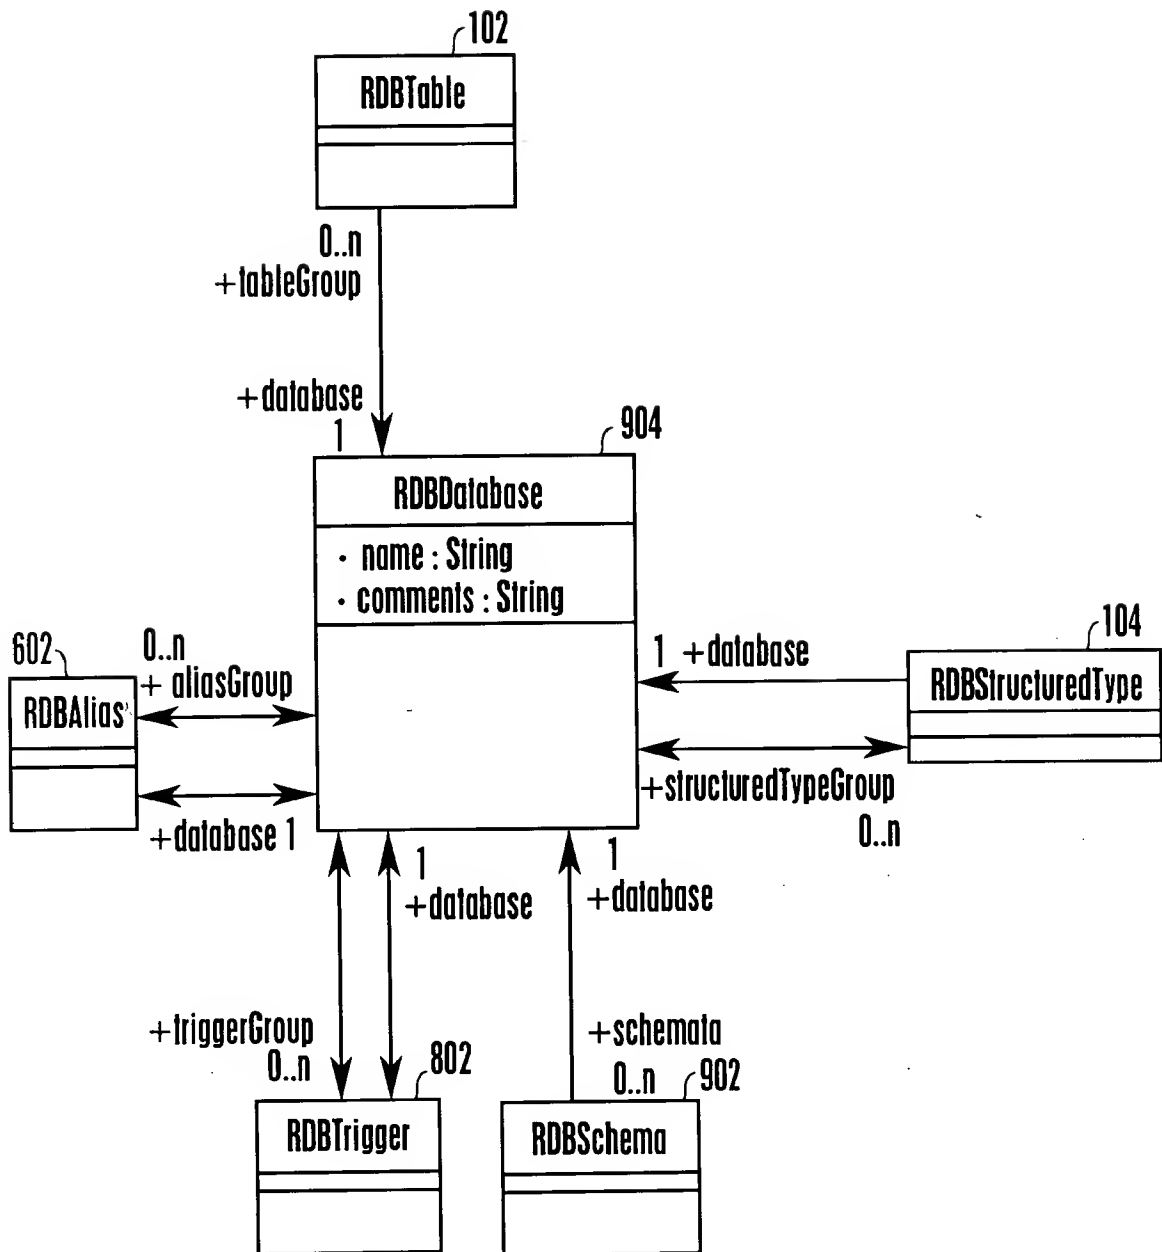 102
RDBTable
0..n
+tableGroup
+database
1
904
RDBDatabase
· name : String
· comments : String
602
RDBAlias
0..n
+ aliasGroup
+database 1
1 +database
104
RDBStructuredType
+structuredTypeGroup
0..n
1
+database
1
+database
+triggerGroup
0..n
802
RDBTrigger
+schemata
0..n
902
RDBSchema